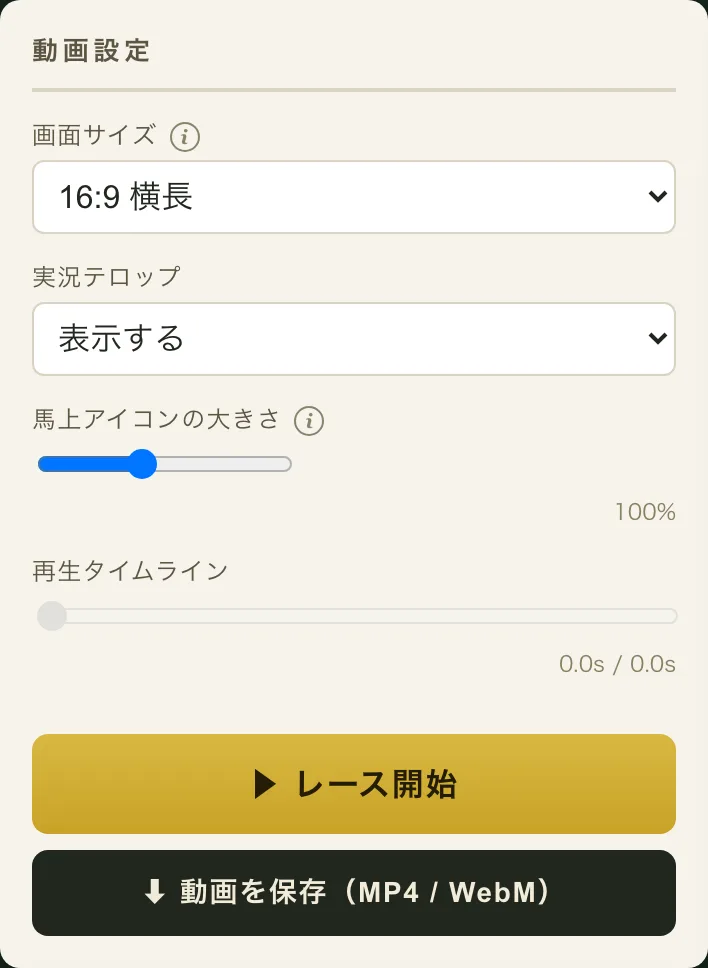 動画設定
画面サイズ i
16:9 横長
実況テロップ
表示する
馬上アイコンの大きさ i
100%
再生タイムライン
0.0s / 0.0s
▶ レース開始
⬇ 動画を保存（MP4 / WebM）